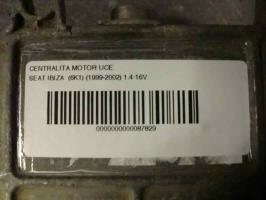 CENTRALITA MOTOR UCE
SEAT IBIZA (6K1) (1999-2002) 1.4 16V
0000000000087829